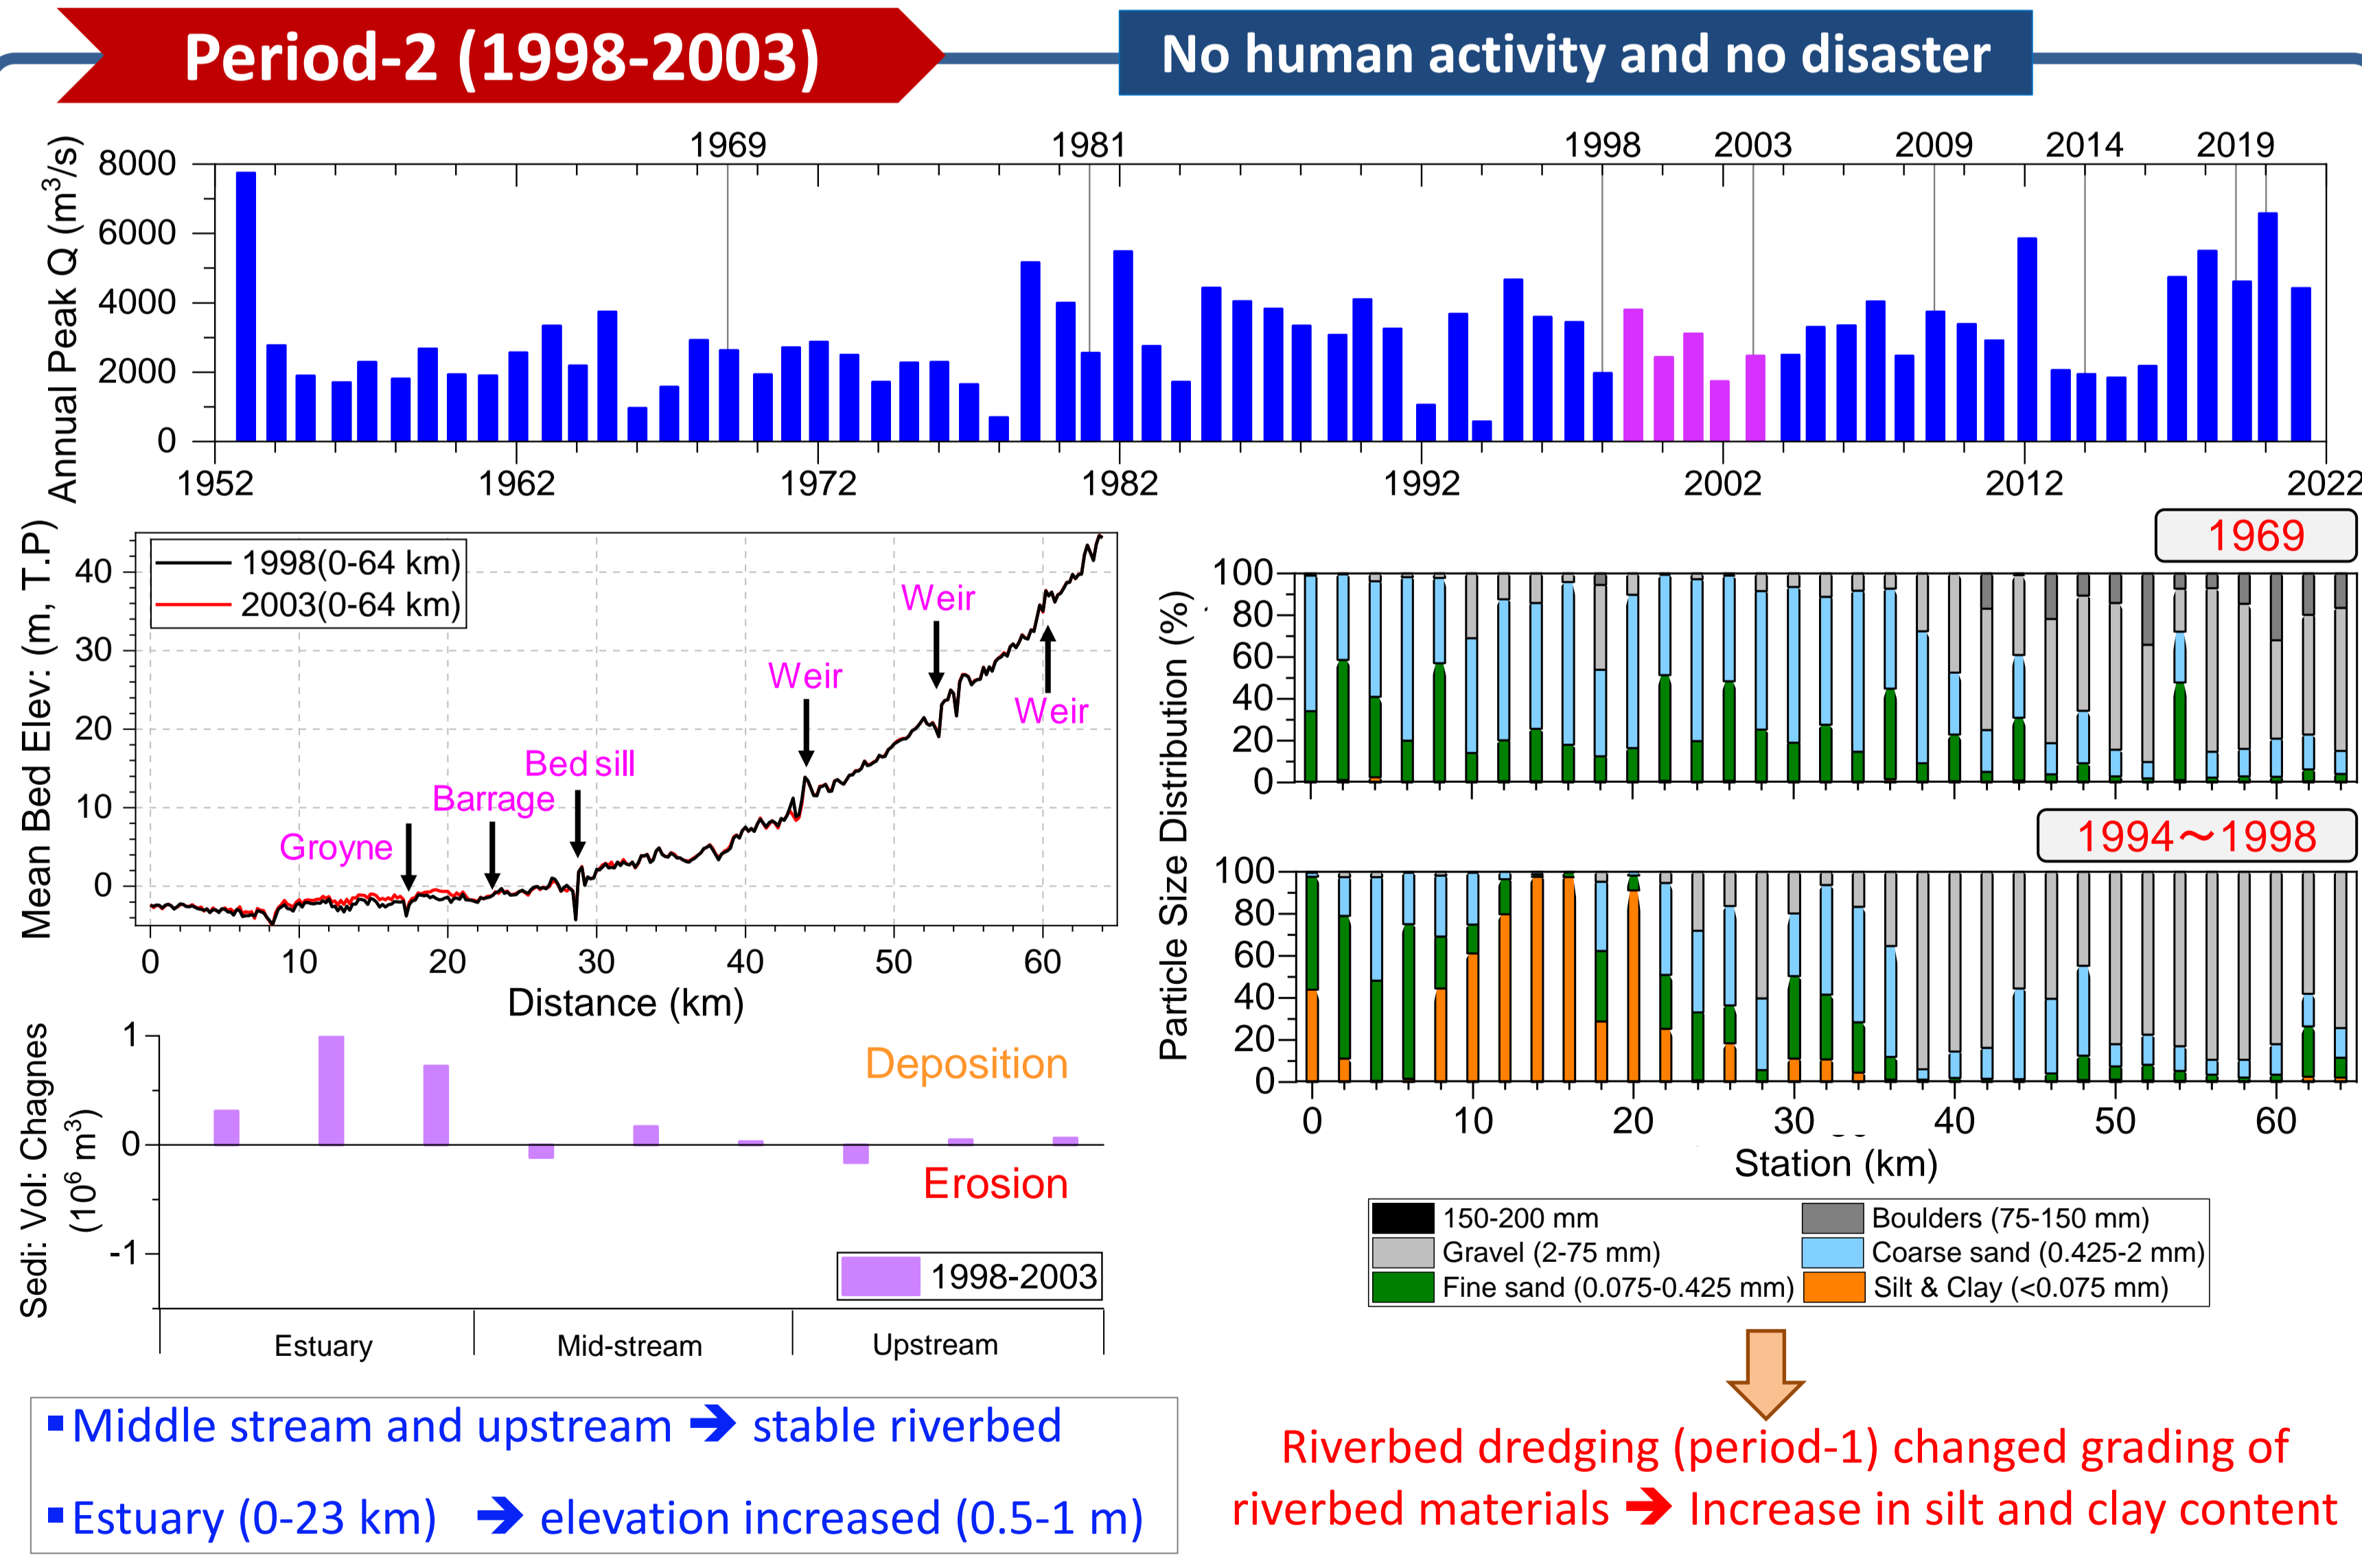 Period-2 (1998-2003)
No human activity and no disaster
1969 1981 1998 2003 2009 2014 2019
Annual Peak Q (m³/s)
8000
6000
4000
2000
0
1952 1962 1972 1982 1992 2002 2012 2022
Mean Bed Elev: (m, T.P)
40
30
20
10
0
1998(0-64 km)
2003(0-64 km)
Weir
Weir
Weir
Bed sill
Barrage
Groyne
0 10 20 30 40 50 60
Distance (km)
Sedi: Vol: Chagnes
(10⁶ m³)
1
0
-1
Deposition
Erosion
1998-2003
Estuary Mid-stream Upstream
▪Middle stream and upstream ➔ stable riverbed
▪Estuary (0-23 km) ➔ elevation increased (0.5-1 m)
1969
Particle Size Distribution (%)
100
80
60
40
20
0
1994～1998
100
80
60
40
20
0
0 10 20 30 40 50 60
Station (km)
150-200 mm Boulders (75-150 mm)
Gravel (2-75 mm) Coarse sand (0.425-2 mm)
Fine sand (0.075-0.425 mm) Silt & Clay (<0.075 mm)
Riverbed dredging (period-1) changed grading of
riverbed materials ➔ Increase in silt and clay content